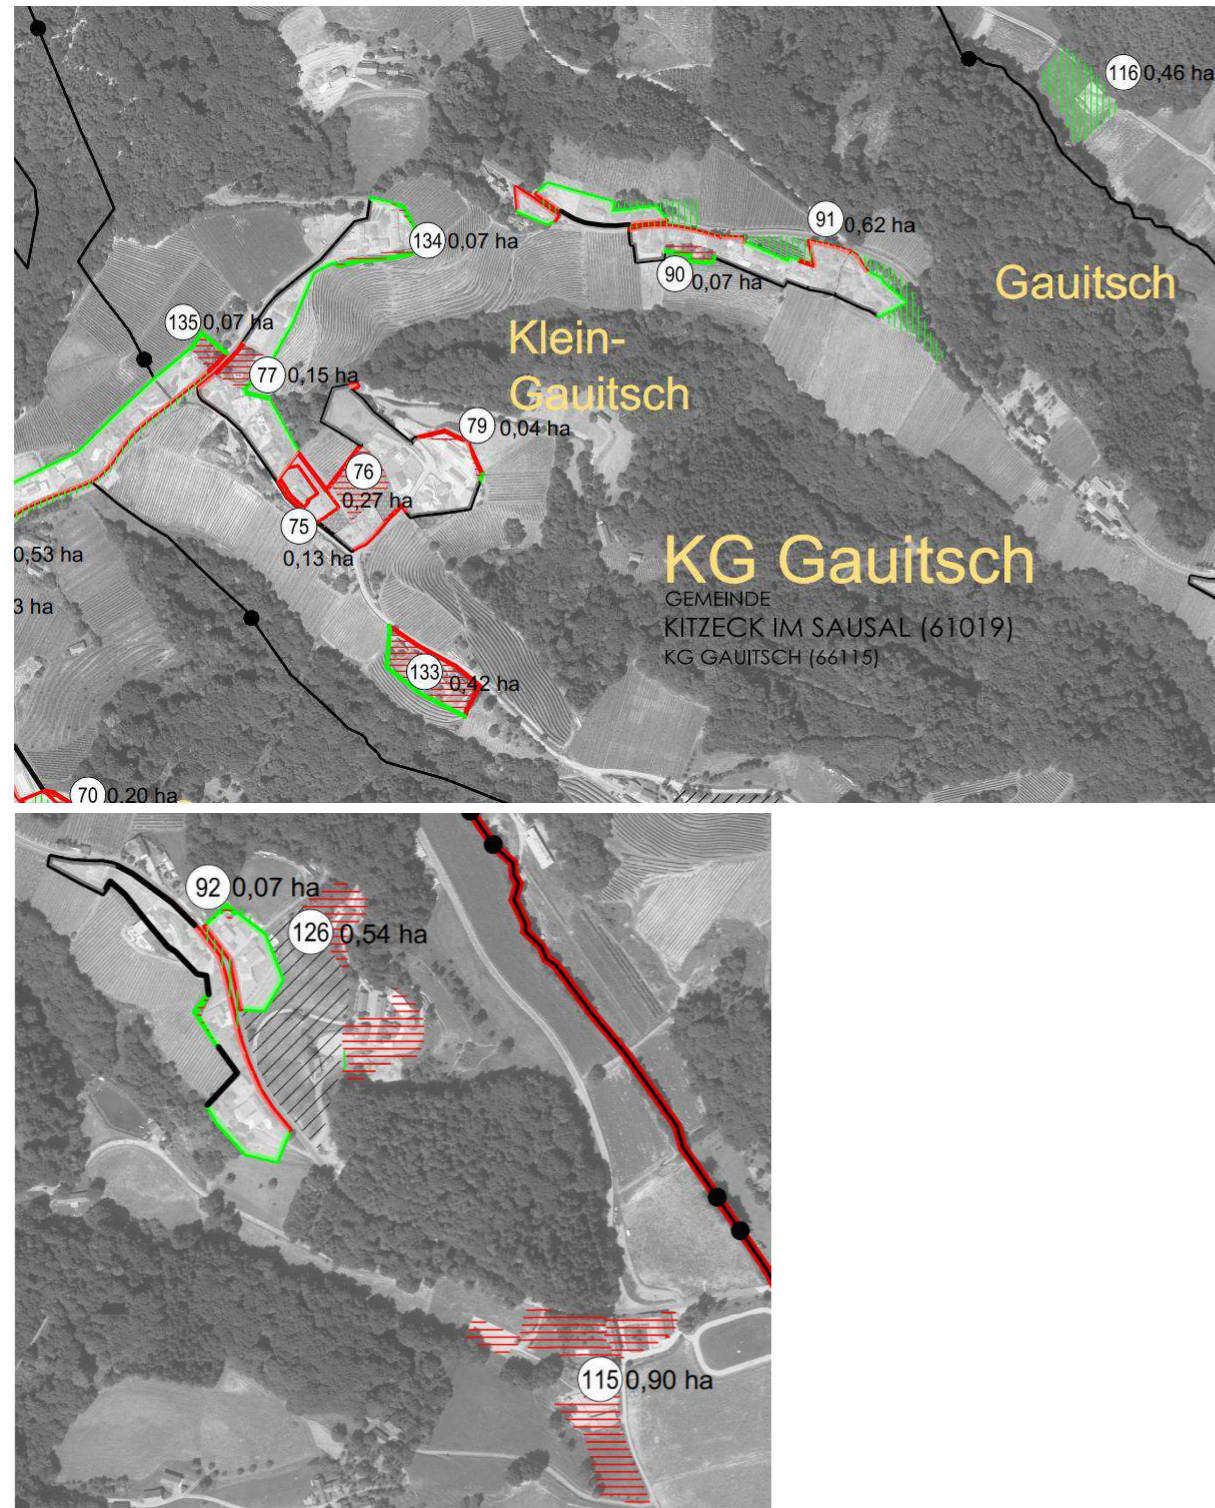 116 0,46 ha
91 0,62 ha
134 0,07 ha
Gauitsch
90 0,07 ha
135 0,07 ha
Klein-
Gauitsch
77 0,15 ha
79 0,04 ha
76
0,27 ha
75
0,13 ha
0,53 ha
KG Gauitsch
GEMEINDE
KITZECK IM SAUSAL (61019)
KG GAUITSCH (66115)
3 ha
133 0,42 ha
70 0,20 ha
92 0,07 ha
126 0,54 ha
115 0,90 ha